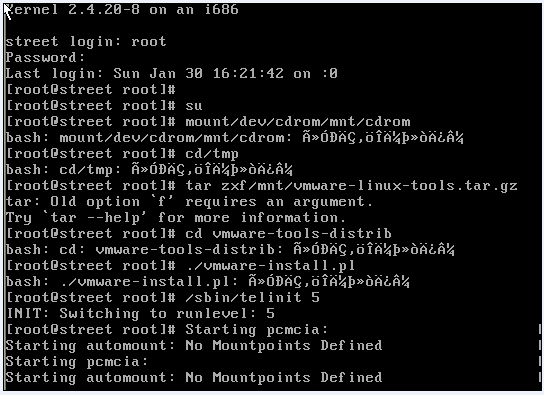 Kernel 2.4.20-8 on an i686
street login: root
Password:
Last login: Sun Jan 30 16:21:42 on :0
[root@street root]#
[root@street root]# su
[root@street root]# mount/dev/cdrom/mnt/cdrom
bash: mount/dev/cdrom/mnt/cdrom: Ã»ÓÐÄÇ¸öÎÄ¼þ»òÄ¿Â¼
[root@street root]# cd/tmp
bash: cd/tmp: Ã»ÓÐÄÇ¸öÎÄ¼þ»òÄ¿Â¼
[root@street root]# tar zxf/mnt/vmware-linux-tools.tar.gz
tar: Old option `f' requires an argument.
Try `tar --help' for more information.
[root@street root]# cd vmware-tools-distrib
bash: cd: vmware-tools-distrib: Ã»ÓÐÄÇ¸öÎÄ¼þ»òÄ¿Â¼
[root@street root]# ./vmware-install.pl
bash: ./vmware-install.pl: Ã»ÓÐÄÇ¸öÎÄ¼þ»òÄ¿Â¼
[root@street root]# /sbin/telinit 5
INIT: Switching to runlevel: 5
[root@street root]# Starting pcmcia:
Starting automount: No Mountpoints Defined
Starting pcmcia:
Starting automount: No Mountpoints Defined